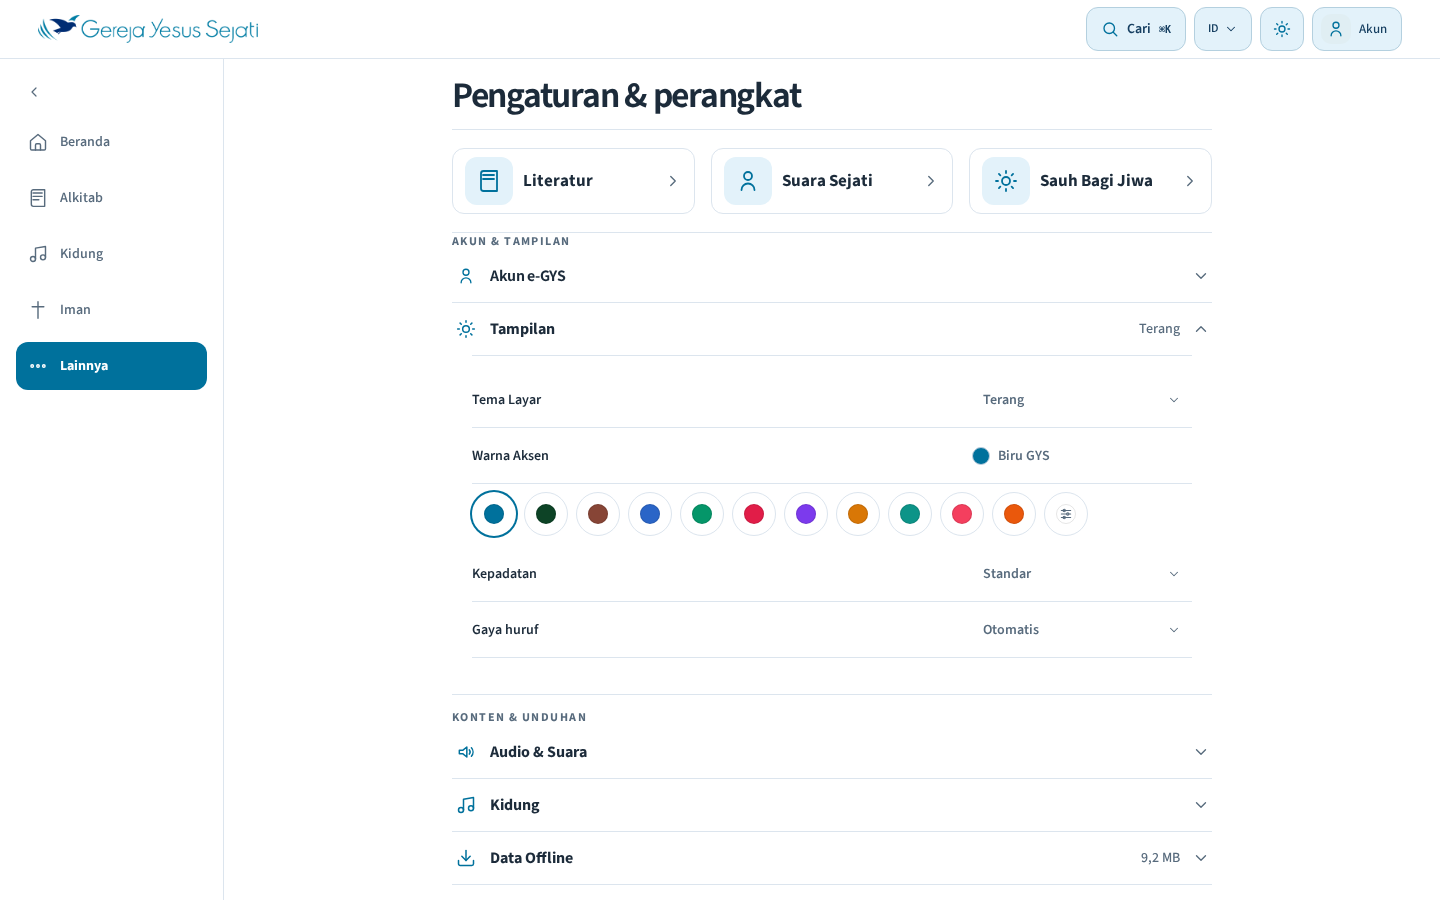 Gereja Yesus Sejati
Cari ⌘K
ID
Akun
Beranda
Alkitab
Kidung
Iman
Lainnya
Pengaturan & perangkat
Literatur
Suara Sejati
Sauh Bagi Jiwa
AKUN & TAMPILAN
Akun e-GYS
Tampilan Terang
Tema Layar Terang
Warna Aksen Biru GYS
Kepadatan Standar
Gaya huruf Otomatis
KONTEN & UNDUHAN
Audio & Suara
Kidung
Data Offline 9,2 MB